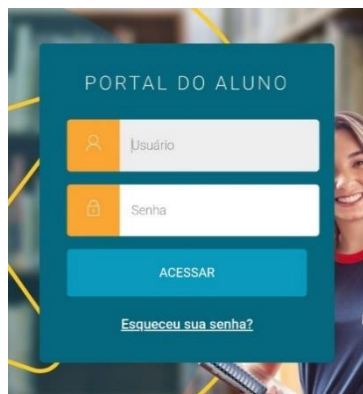 PORTAL DO ALUNO
Usuário
Senha
ACESSAR
Esqueceu sua senha?